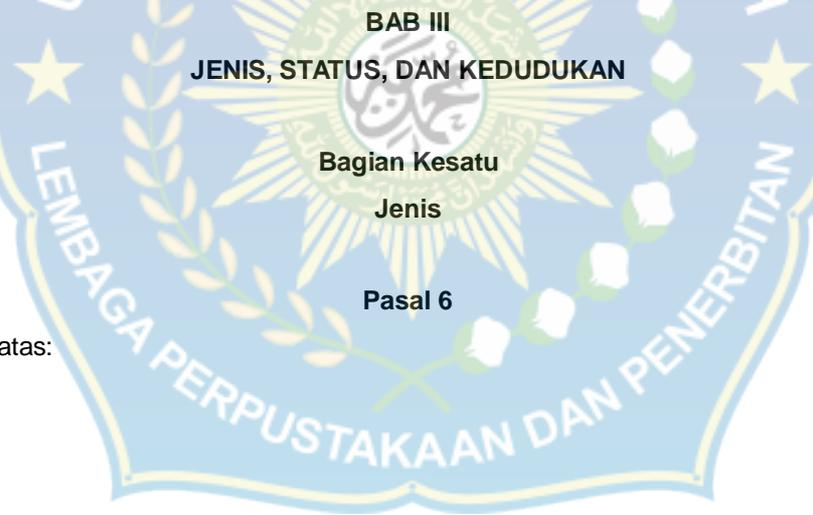 BAB III
JENIS, STATUS, DAN KEDUDUKAN
Bagian Kesatu
Jenis
Pasal 6
atas:
LEMBAGA PERPUSTAKAAN DAN PENERBITAN